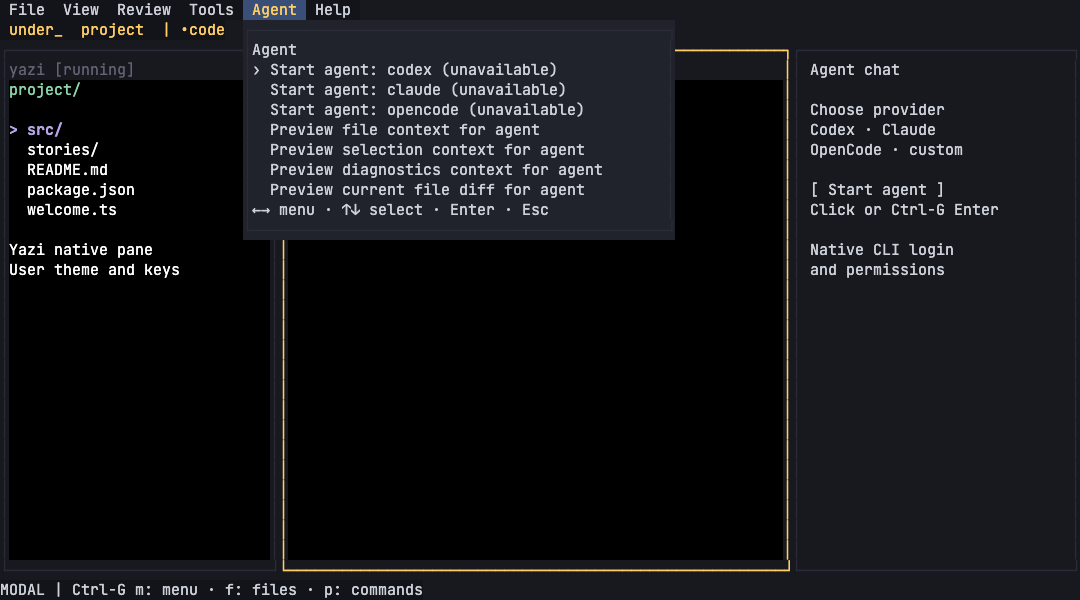 File  View  Review  Tools  Agent  Help
under_  project  | •code
Agent
› Start agent: codex (unavailable)
Start agent: claude (unavailable)
Start agent: opencode (unavailable)
Preview file context for agent
Preview selection context for agent
Preview diagnostics context for agent
Preview current file diff for agent
←→ menu · ↑↓ select · Enter · Esc
yazi [running]
project/
> src/
stories/
README.md
package.json
welcome.ts
Yazi native pane
User theme and keys
Agent chat
Choose provider
Codex · Claude
OpenCode · custom
[ Start agent ]
Click or Ctrl-G Enter
Native CLI login
and permissions
MODAL | Ctrl-G m: menu · f: files · p: commands